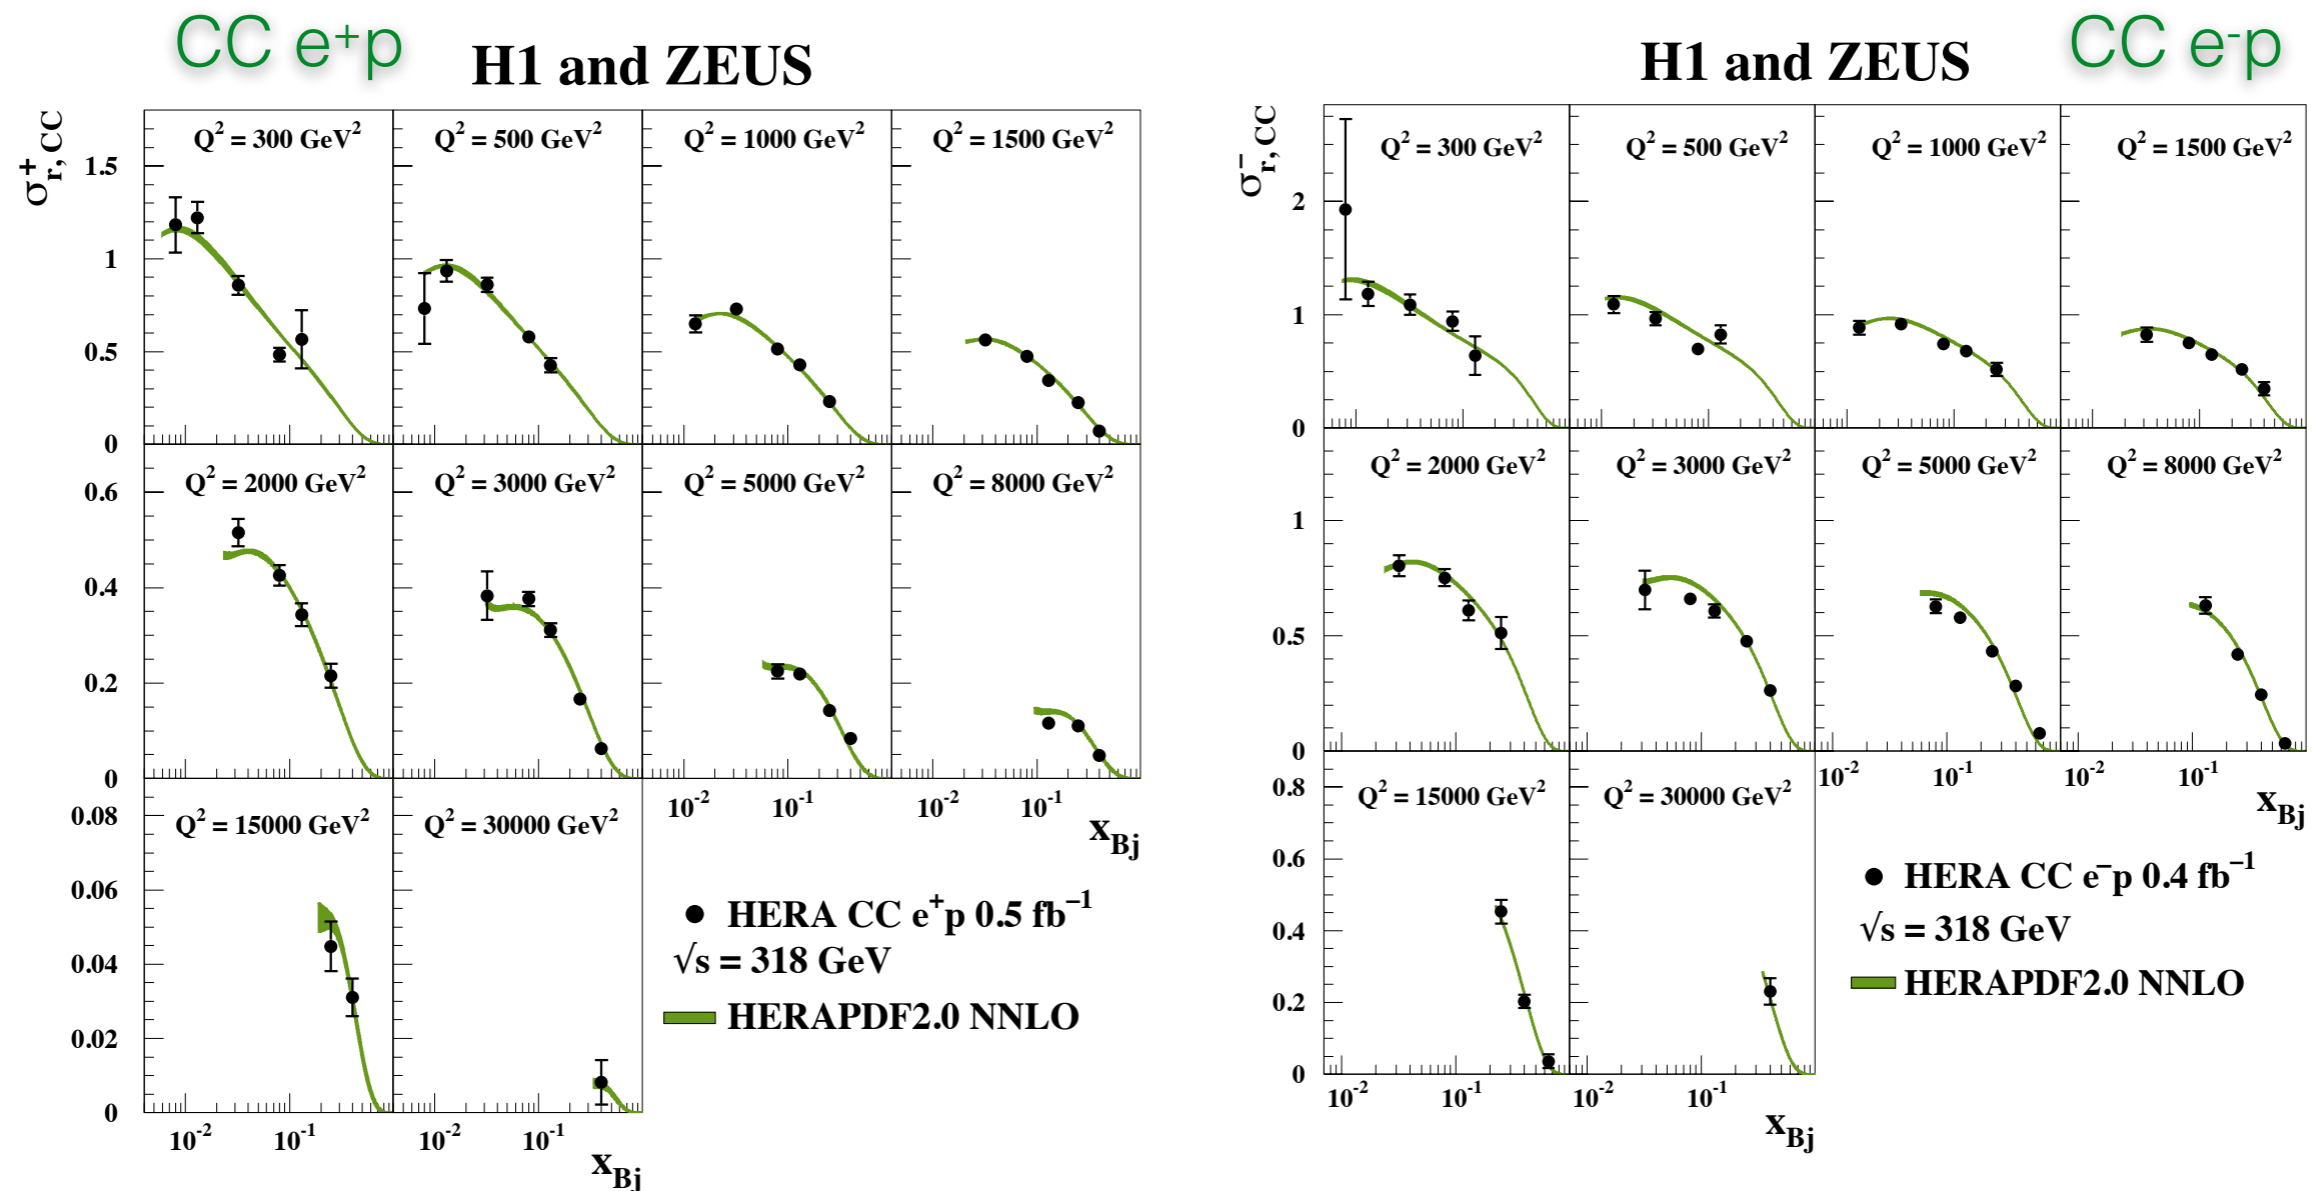 CC e⁺p
H1 and ZEUS
σ⁺r,CC
Q² = 300 GeV²
Q² = 500 GeV²
Q² = 1000 GeV²
Q² = 1500 GeV²
1.5
1
0.5
0
Q² = 2000 GeV²
Q² = 3000 GeV²
Q² = 5000 GeV²
Q² = 8000 GeV²
0.6
0.4
0.2
0
10⁻² 10⁻¹ 10⁻² 10⁻¹
xBj
Q² = 15000 GeV²
Q² = 30000 GeV²
0.08
0.06
0.04
0.02
0
10⁻² 10⁻¹ 10⁻² 10⁻¹
xBj
HERA CC e⁺p 0.5 fb⁻¹
√s = 318 GeV
HERAPDF2.0 NNLO
H1 and ZEUS
CC e⁻p
σ⁻r,CC
Q² = 300 GeV²
Q² = 500 GeV²
Q² = 1000 GeV²
Q² = 1500 GeV²
2
1
0
Q² = 2000 GeV²
Q² = 3000 GeV²
Q² = 5000 GeV²
Q² = 8000 GeV²
1
0.5
0
10⁻² 10⁻¹ 10⁻² 10⁻¹
xBj
Q² = 15000 GeV²
Q² = 30000 GeV²
0.8
0.6
0.4
0.2
0
10⁻² 10⁻¹ 10⁻² 10⁻¹
xBj
HERA CC e⁻p 0.4 fb⁻¹
√s = 318 GeV
HERAPDF2.0 NNLO